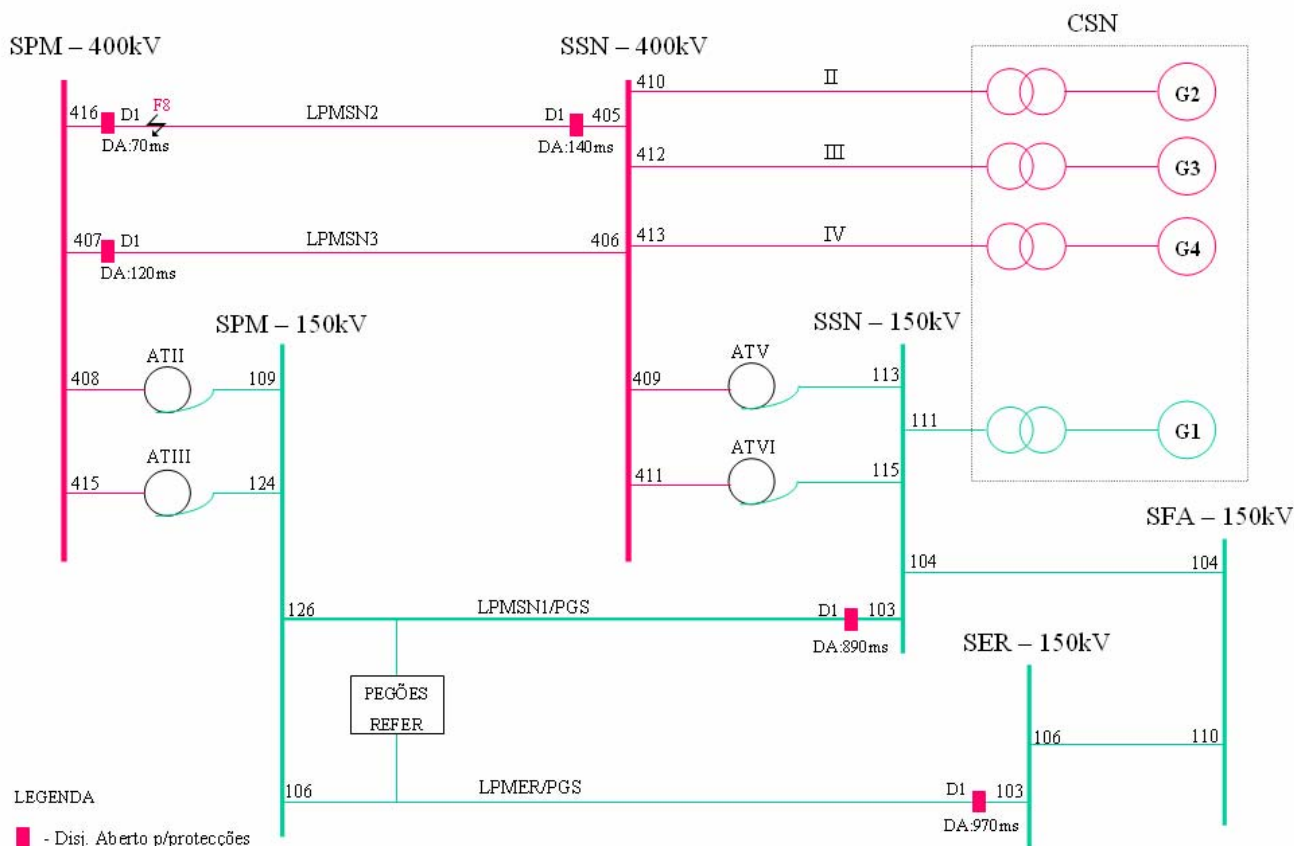 CSN
SPM – 400kV
SSN – 400kV
410
II
G2
416
D1
F8
LPMSN2
D1
405
DA:70ms
DA:140ms
412
III
G3
407
D1
LPMSN3
406
413
IV
G4
DA:120ms
SPM – 150kV
SSN – 150kV
ATII
ATV
408
109
409
113
111
G1
ATIII
ATVI
415
124
411
115
SFA – 150kV
104
104
126
LPMSN1/PGS
D1
103
DA:890ms
SER – 150kV
PEGÕES
REFER
106
110
106
LPMER/PGS
D1
103
DA:970ms
LEGENDA
- Disj. Aberto p/protecções